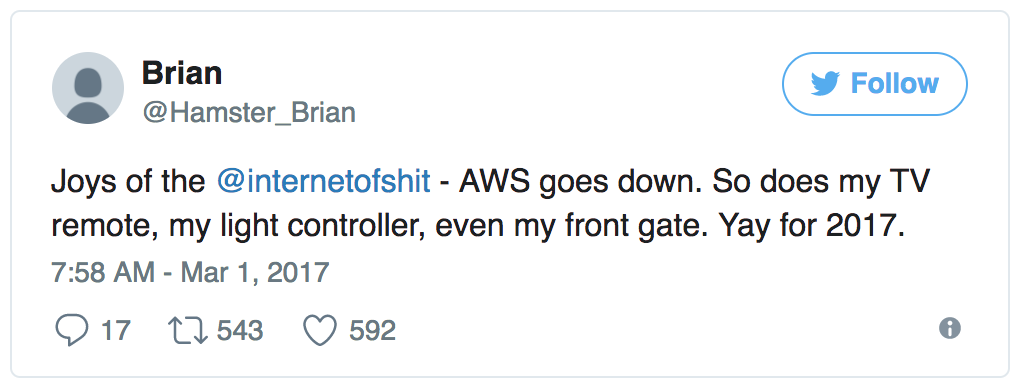 Brian
@Hamster_Brian
Follow
Joys of the @internetofshit - AWS goes down. So does my TV
remote, my light controller, even my front gate. Yay for 2017.
7:58 AM - Mar 1, 2017
17 543 592